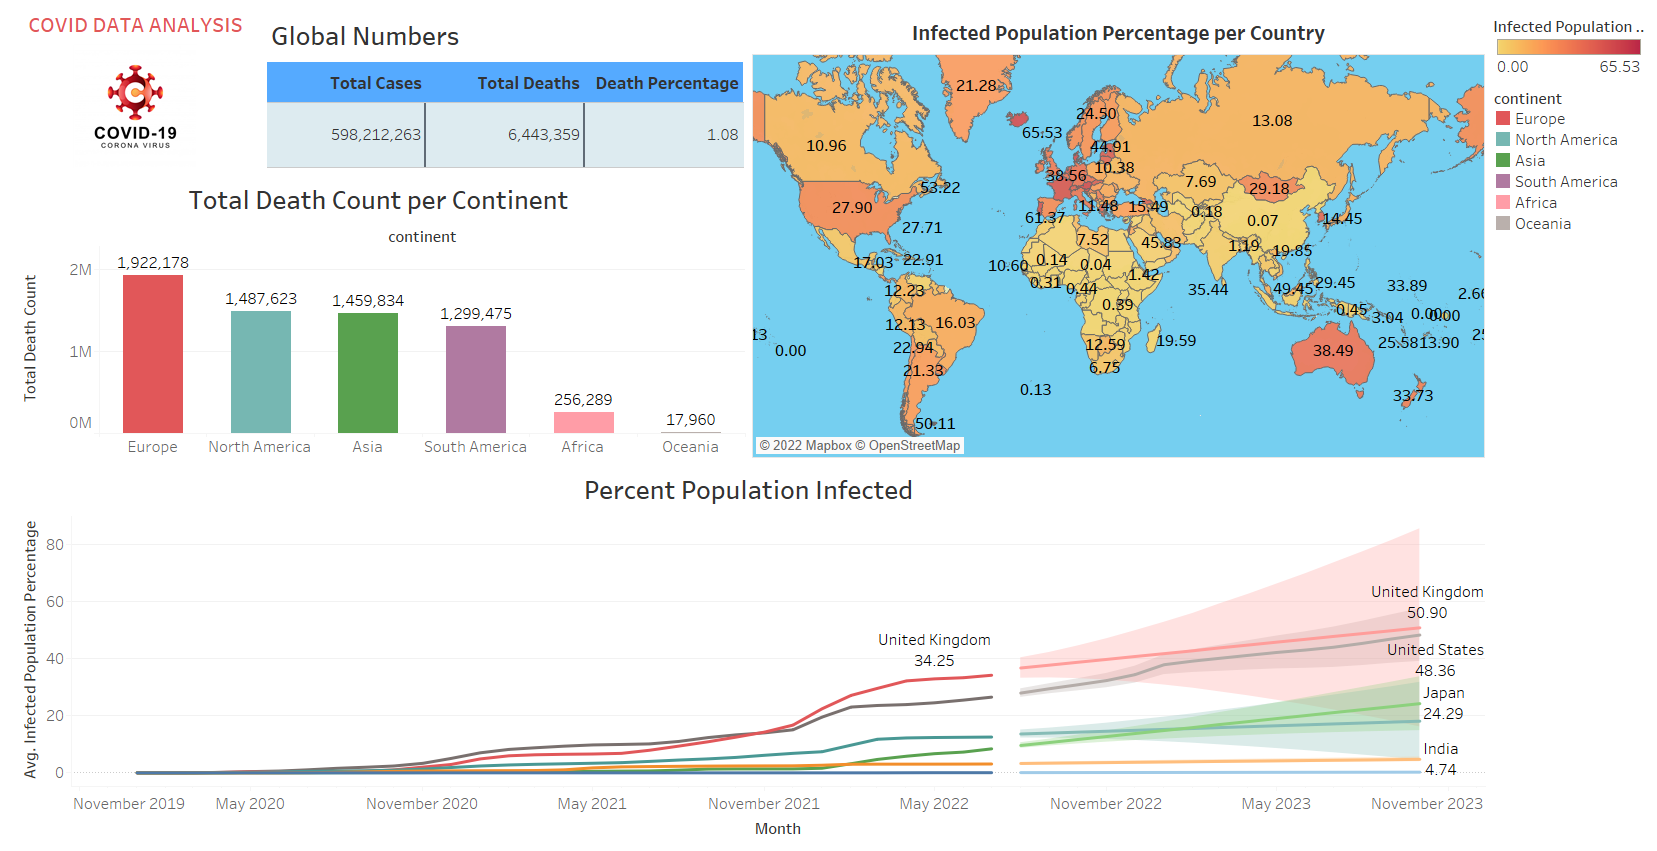 COVID DATA ANALYSIS
COVID-19
CORONA VIRUS
Global Numbers
Total Cases Total Deaths Death Percentage
598,212,263 6,443,359 1.08
Total Death Count per Continent
continent
Total Death Count
2M
1M
0M
1,922,178
1,487,623
1,459,834
1,299,475
256,289
17,960
Europe North America Asia South America Africa Oceania
Infected Population Percentage per Country
21.28
24.50
65.53
13.08
10.96
44.91
10.38
38.56
7.69
29.18
53.22
27.90
11.48
15.49
0.18
61.37
0.07
14.45
27.71
7.52
45.83
1.19
19.85
17.03
22.91
10.60
0.14
0.04
1.42
12.23
0.31
0.44
35.44
49.45
29.45
33.89
2.60
0.39
0.45
3.04
0.00
0.00
12.13
16.03
13
0.00
22.94
12.59
19.59
38.49
25.58
13.90
25
21.33
6.75
0.13
33.73
50.11
© 2022 Mapbox © OpenStreetMap
Infected Population ..
0.00 65.53
continent
Europe
North America
Asia
South America
Africa
Oceania
Percent Population Infected
Avg. Infected Population Percentage
80
60
40
20
0
United Kingdom
34.25
United Kingdom
50.90
United States
48.36
Japan
24.29
India
4.74
November 2019 May 2020 November 2020 May 2021 November 2021 May 2022 November 2022 May 2023 November 2023
Month